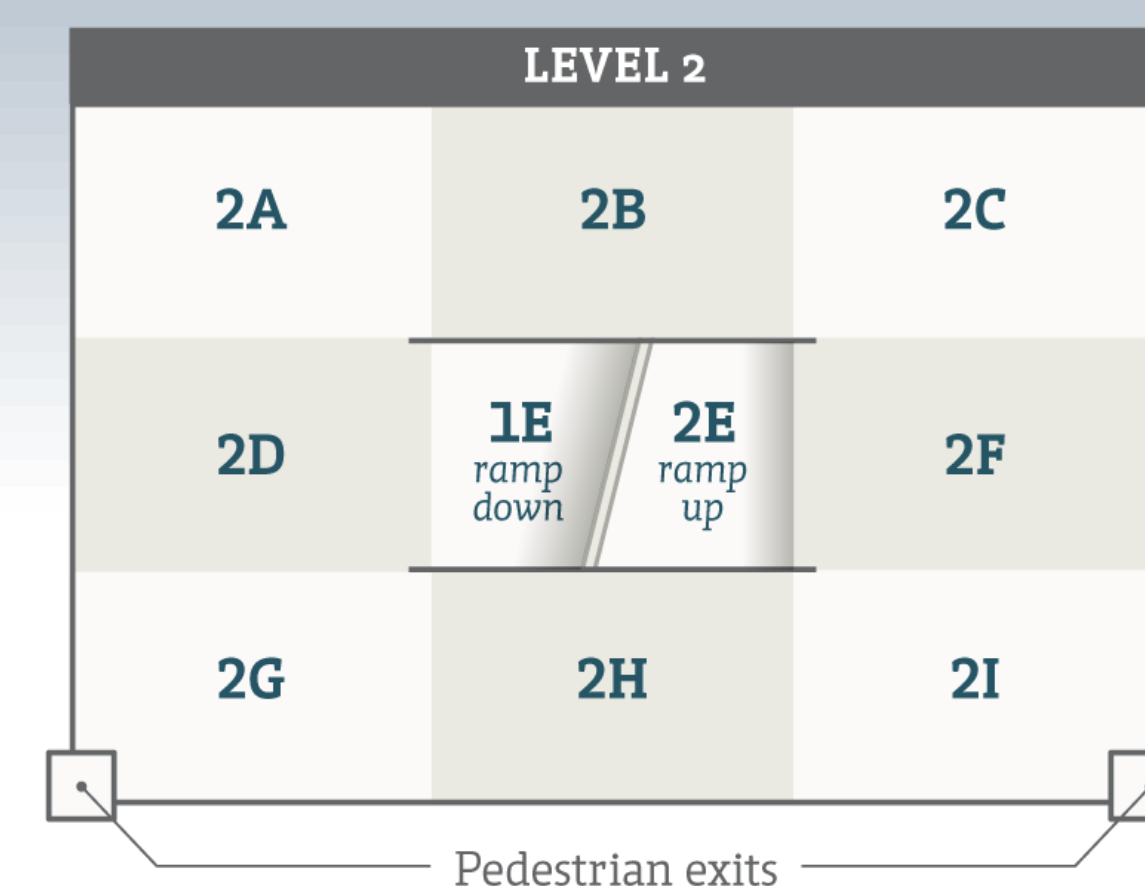 LEVEL 2
2A
2B
2C
2D
1E
ramp
down
2E
ramp
up
2F
2G
2H
2I
Pedestrian exits